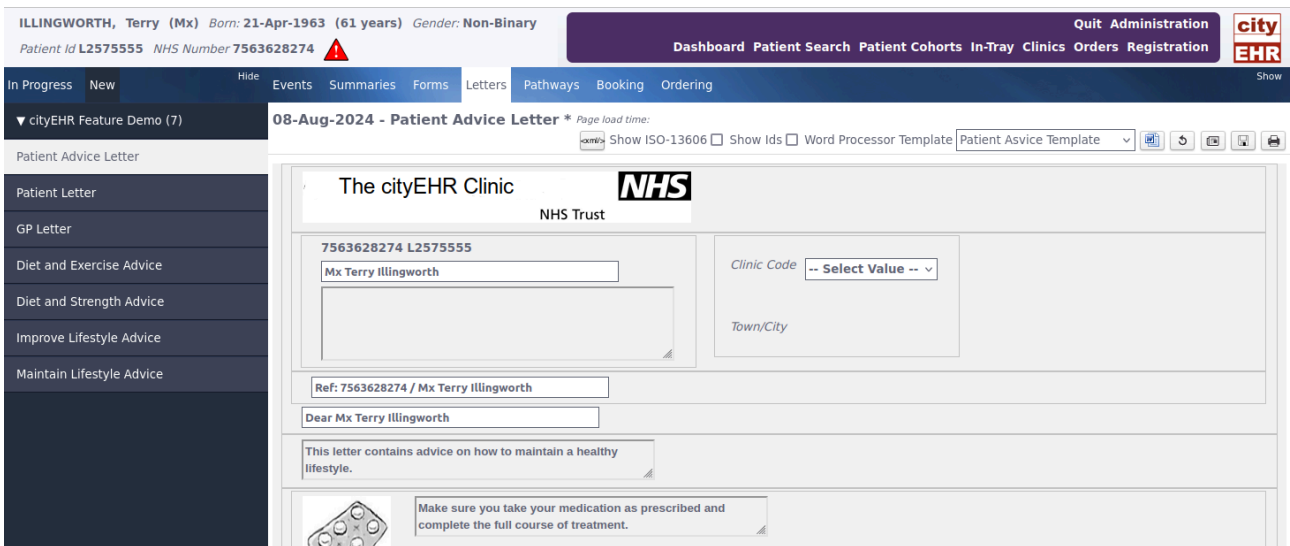 ILLINGWORTH, Terry (Mx) Born: 21-Apr-1963 (61 years) Gender: Non-Binary
Patient Id L2575555 NHS Number 7563628274
Quit Administration
Dashboard Patient Search Patient Cohorts In-Tray Clinics Orders Registration
city
EHR
In Progress New Hide
Events Summaries Forms Letters Pathways Booking Ordering Show
▼ cityEHR Feature Demo (7)
Patient Advice Letter
Patient Letter
GP Letter
Diet and Exercise Advice
Diet and Strength Advice
Improve Lifestyle Advice
Maintain Lifestyle Advice
08-Aug-2024 - Patient Advice Letter * Page load time:
<xml/> Show ISO-13606 Show Ids Word Processor Template Patient Asvice Template
The cityEHR Clinic NHS
NHS Trust
7563628274 L2575555
Mx Terry Illingworth
Clinic Code -- Select Value --
Town/City
Ref: 7563628274 / Mx Terry Illingworth
Dear Mx Terry Illingworth
This letter contains advice on how to maintain a healthy
lifestyle.
Make sure you take your medication as prescribed and
complete the full course of treatment.